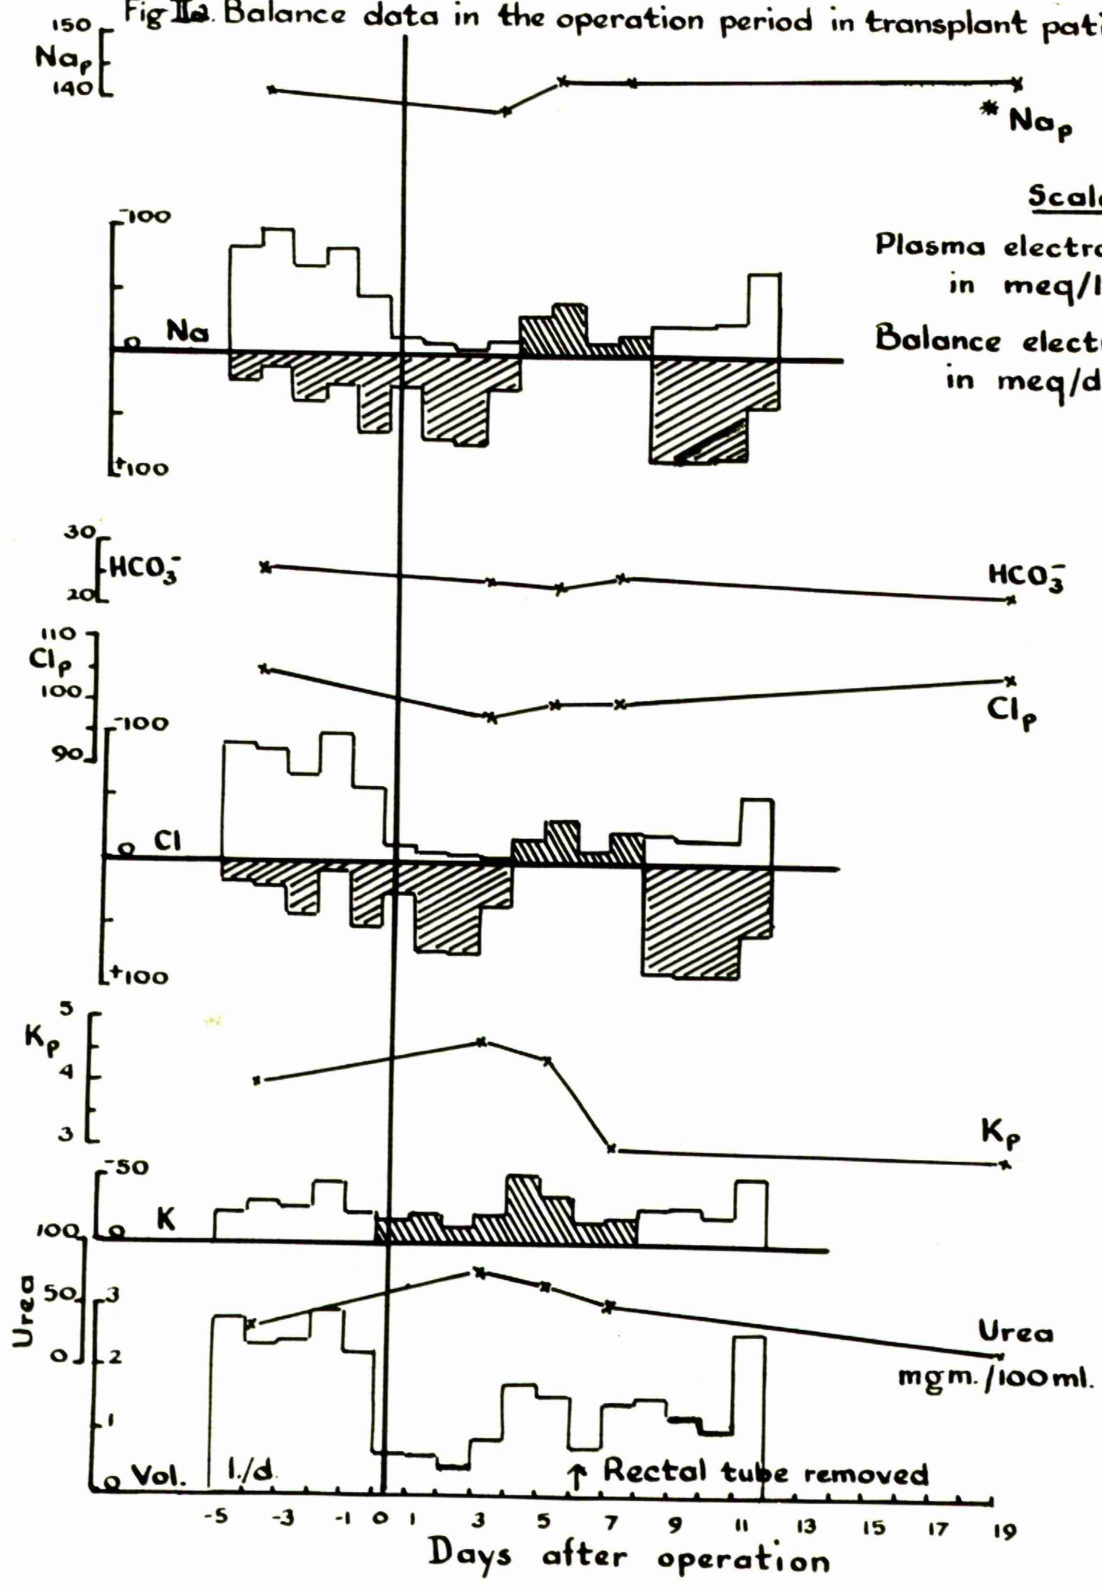 Fig IIa. Balance data in the operation period in transplant pati
150
Nap
140
* Nap
Scale
Plasma electro
in meq/l
Balance electr
in meq/d
-100
Na
0
+100
30
HCO3-
20
HCO3-
110
Clp
100
90
Clp
-100
Cl
0
+100
5
Kp
4
3
Kp
-50
K
0
100
Urea
50
0
3
2
1
0
Urea
mgm./100ml.
Vol. l./d.
↑ Rectal tube removed
-5 -3 -1 0 1 3 5 7 9 11 13 15 17 19
Days after operation